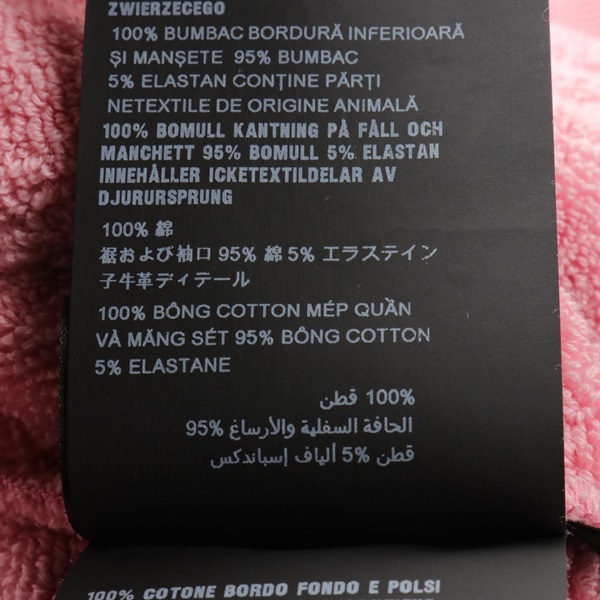 ZWIERZECEGO
100% BUMBAC BORDURĂ INFERIOARĂ
ȘI MANȘETE 95% BUMBAC
5% ELASTAN CONȚINE PĂRȚI
NETEXTILE DE ORIGINE ANIMALĂ
100% BOMULL KANTNING PÅ FÅLL OCH
MANCHETT 95% BOMULL 5% ELASTAN
INNEHÅLLER ICKETEXTILDELAR AV
DJURURSPRUNG
100% 綿
裾および袖口 95% 綿 5% エラステイン
子牛革ディテール
100% BÔNG COTTON MÉP QUẦN
VÀ MĂNG SÉT 95% BÔNG COTTON
5% ELASTANE
100% قطن
الحافة السفلية والأرساغ 95%
قطن 5% ألياف إسباندكس
100% COTONE BORDO FONDO E POLSI